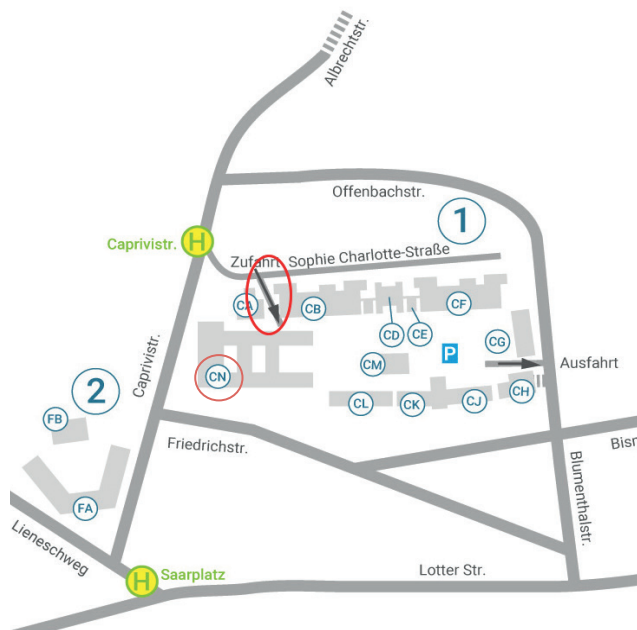 Albrechtstr.
Offenbachstr.
1
Caprivistr.
H
Zufahrt Sophie Charlotte-Straße
CA
CB
CD
CE
CF
CG
P
CM
CN
Ausfahrt
CH
CL
CK
CJ
Caprivistr.
2
FB
FA
Friedrichstr.
Bism
Blumenthalstr.
Lieneschweg
H
Saarplatz
Lotter Str.